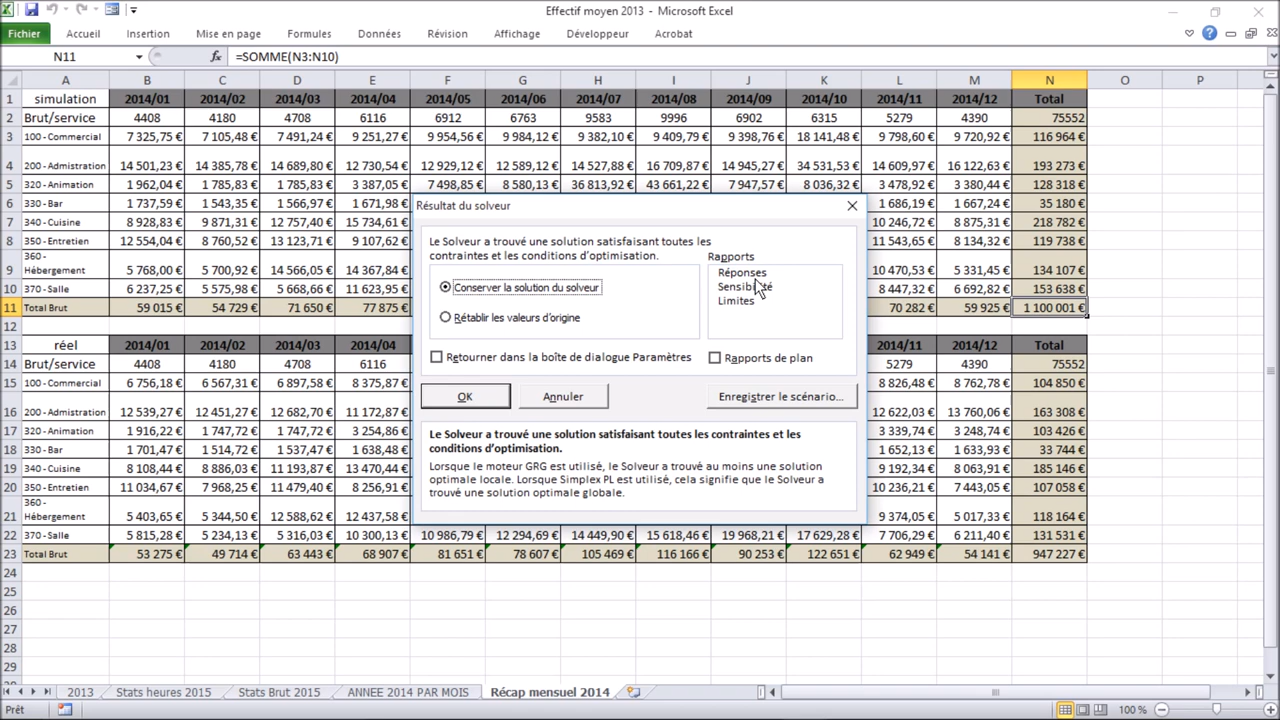 Effectif moyen 2013 - Microsoft Excel
Fichier Accueil Insertion Mise en page Formules Données Révision Affichage Développeur Acrobat
N11 fx =SOMME(N3:N10)
A B C D E F G H I J K L M N O P
1 simulation 2014/01 2014/02 2014/03 2014/04 2014/05 2014/06 2014/07 2014/08 2014/09 2014/10 2014/11 2014/12 Total
2 Brut/service 4408 4180 4708 6116 6912 6763 9583 9996 6902 6315 5279 4390 75552
3 100 - Commercial 7 325,75 € 7 105,48 € 7 491,24 € 9 251,27 € 9 954,56 € 9 984,12 € 9 382,10 € 9 409,79 € 9 398,76 € 18 141,48 € 9 798,60 € 9 720,92 € 116 964 €
4 200 - Admistration 14 501,23 € 14 385,78 € 14 689,80 € 12 730,54 € 12 929,12 € 12 589,12 € 14 527,88 € 16 709,87 € 14 945,27 € 34 531,53 € 14 609,97 € 16 122,63 € 193 273 €
5 320 - Animation 1 962,04 € 1 785,83 € 1 785,83 € 3 387,05 € 7 498,85 € 8 580,13 € 36 813,92 € 43 661,22 € 7 947,57 € 8 036,32 € 3 478,92 € 3 380,44 € 128 318 €
6 330 - Bar 1 737,59 € 1 543,35 € 1 566,97 € 1 671,98 € 1 686,19 € 1 667,24 € 35 180 €
7 340 - Cuisine 8 928,83 € 9 871,31 € 12 757,40 € 15 734,61 € 10 246,72 € 8 875,31 € 218 782 €
8 350 - Entretien 12 554,04 € 8 760,52 € 13 123,71 € 9 107,62 € 11 543,65 € 8 134,28 € 119 738 €
9 360 - Hébergement 5 768,00 € 5 700,92 € 14 566,05 € 14 367,84 € 10 470,53 € 5 331,45 € 134 107 €
10 370 - Salle 6 237,25 € 5 575,81 € 5 668,88 € 11 623,95 € 8 447,32 € 6 692,82 € 153 638 €
11 Total Brut 59 015 € 54 729 € 71 650 € 77 875 € 70 282 € 59 925 € 1 100 001 €
12
Résultat du solveur
Le Solveur a trouvé une solution satisfaisant toutes les
contraintes et les conditions d'optimisation.
Rapports
Réponses
Sensibilité
Limites
Conserver la solution du solveur
Rétablir les valeurs d'origine
Retourner dans la boîte de dialogue Paramètres
Rapports de plan
OK Annuler Enregistrer le scénario...
Le Solveur a trouvé une solution satisfaisant toutes les contraintes et les
conditions d'optimisation.
Lorsque le moteur GRG est utilisé, le Solveur a trouvé au moins une solution
optimale locale. Lorsque Simplex PL est utilisé, cela signifie que le Solveur a
trouvé une solution optimale globale.
13 réel 2014/01 2014/02 2014/03 2014/04 2014/11 2014/12 Total
14 Brut/service 4408 4180 4708 6116 5279 4390 75552
15 100 - Commercial 6 756,18 € 6 567,31 € 6 897,58 € 8 375,87 € 8 826,48 € 8 762,78 € 104 850 €
16 200 - Admistration 12 539,27 € 12 451,27 € 12 682,70 € 11 172,87 € 12 622,03 € 13 760,06 € 163 308 €
17 320 - Animation 1 916,22 € 1 747,72 € 1 747,72 € 3 254,86 € 3 339,74 € 3 248,74 € 103 426 €
18 330 - Bar 1 701,47 € 1 514,72 € 1 537,47 € 1 638,48 € 1 652,13 € 1 633,93 € 33 744 €
19 340 - Cuisine 8 108,44 € 8 886,03 € 11 193,87 € 13 470,44 € 9 192,34 € 8 063,91 € 185 146 €
20 350 - Entretien 11 034,67 € 7 968,25 € 11 479,40 € 8 256,91 € 10 236,21 € 7 443,05 € 107 058 €
21 360 - Hébergement 5 403,65 € 5 344,50 € 12 588,62 € 12 437,58 € 9 374,05 € 5 017,33 € 118 164 €
22 370 - Salle 5 815,28 € 5 234,13 € 5 316,03 € 10 300,13 € 10 986,79 € 12 294,69 € 14 449,90 € 15 618,46 € 19 968,21 € 17 629,28 € 7 706,29 € 6 211,40 € 131 531 €
23 Total Brut 53 275 € 49 714 € 63 443 € 68 907 € 81 651 € 78 607 € 105 469 € 116 166 € 90 253 € 122 651 € 62 949 € 54 141 € 947 227 €
24
25
26
27
28
29
2013 Stats heures 2015 Stats Brut 2015 ANNEE 2014 PAR MOIS Récap mensuel 2014
Prêt 100 %